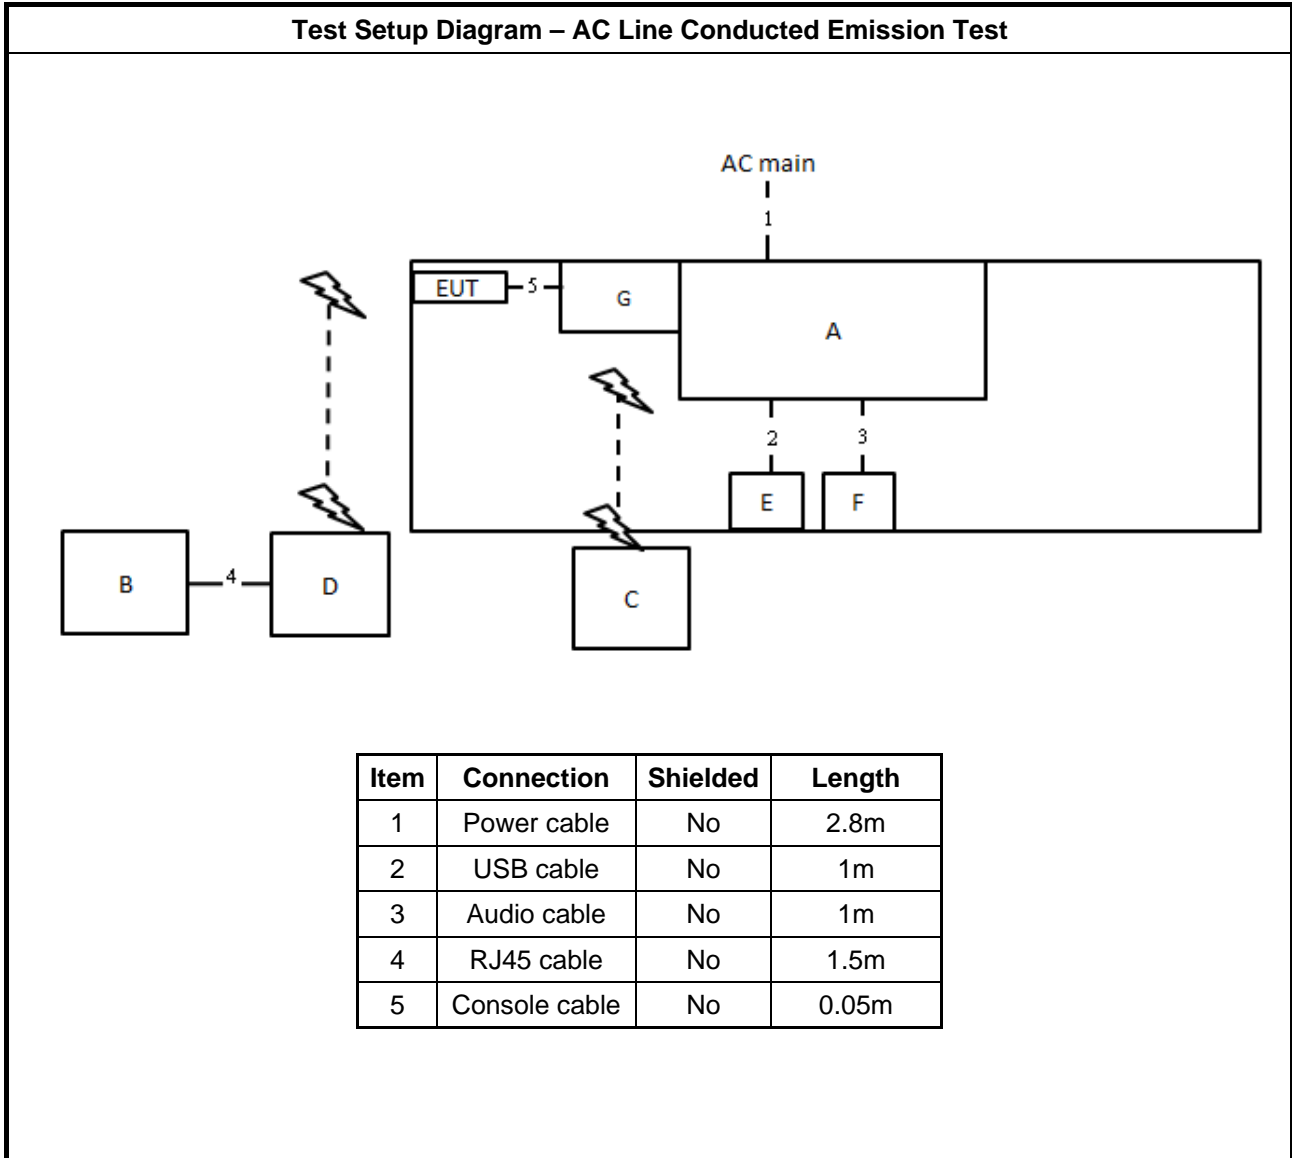 Test Setup Diagram – AC Line Conducted Emission Test
AC main
1
EUT
5
G
A
2
3
E
F
B
4
D
C
Item Connection Shielded Length
1 Power cable No 2.8m
2 USB cable No 1m
3 Audio cable No 1m
4 RJ45 cable No 1.5m
5 Console cable No 0.05m